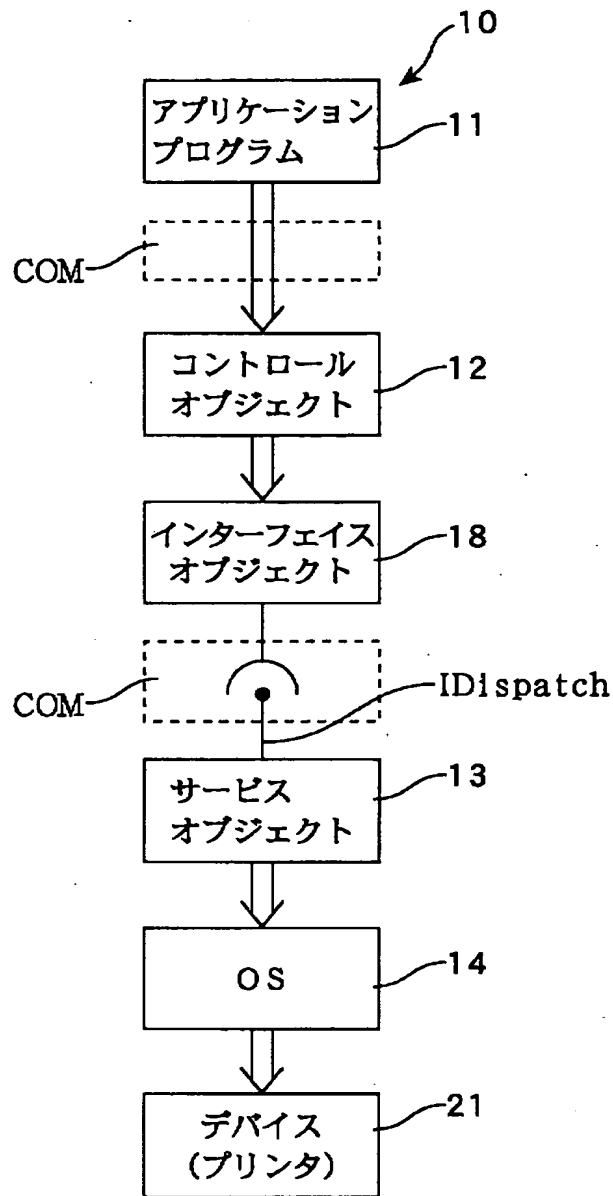 10
アプリケーション
プログラム
11
COM
コントロール
オブジェクト
12
インターフェイス
オブジェクト
18
COM
IDispatch
サービス
オブジェクト
13
OS
14
デバイス
(プリンタ)
21